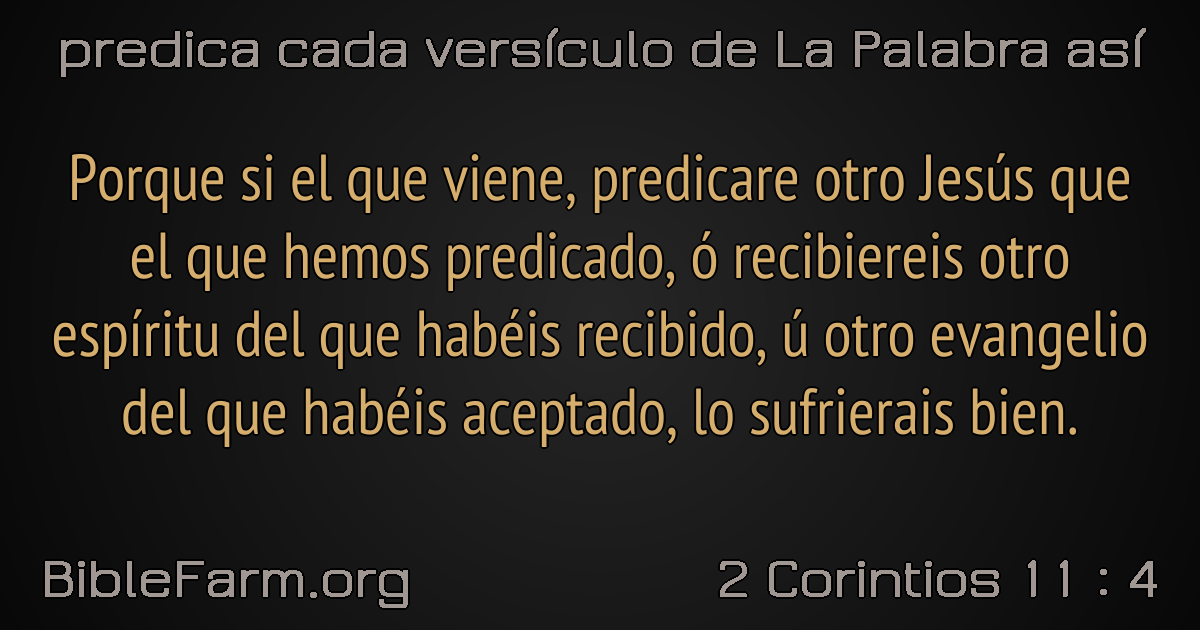 predica cada versículo de La Palabra así
Porque si el que viene, predicare otro Jesús que
el que hemos predicado, ó recibiereis otro
espíritu del que habéis recibido, ú otro evangelio
del que habéis aceptado, lo sufrierais bien.
BibleFarm.org
2 Corintios 11 : 4